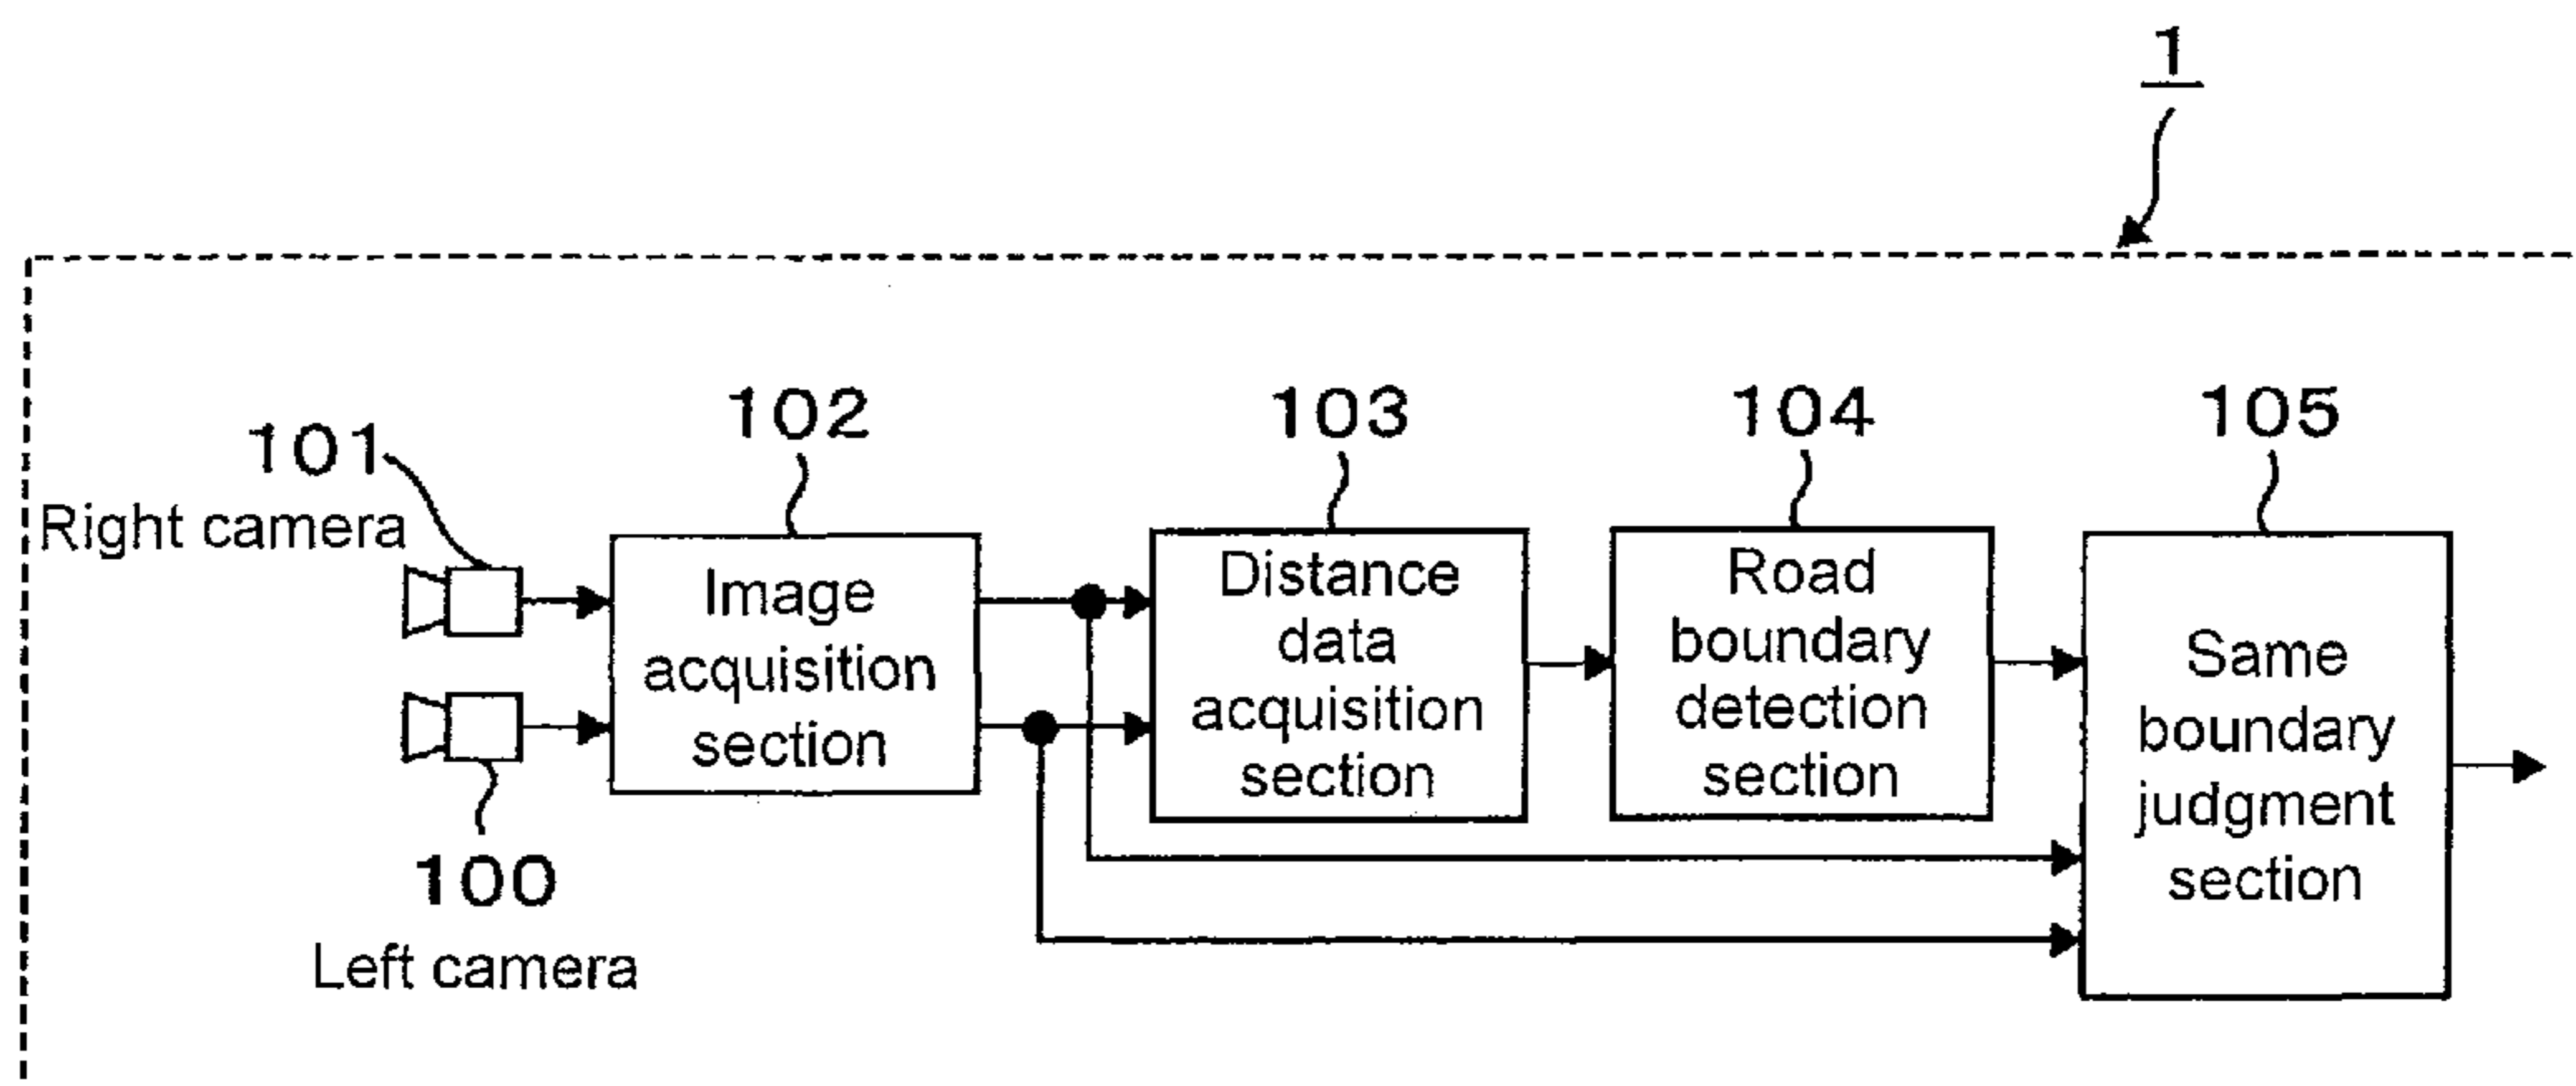 1
101
102
103
104
105
Right camera
Image
acquisition
section
Distance
data
acquisition
section
Road
boundary
detection
section
Same
boundary
judgment
section
100
Left camera